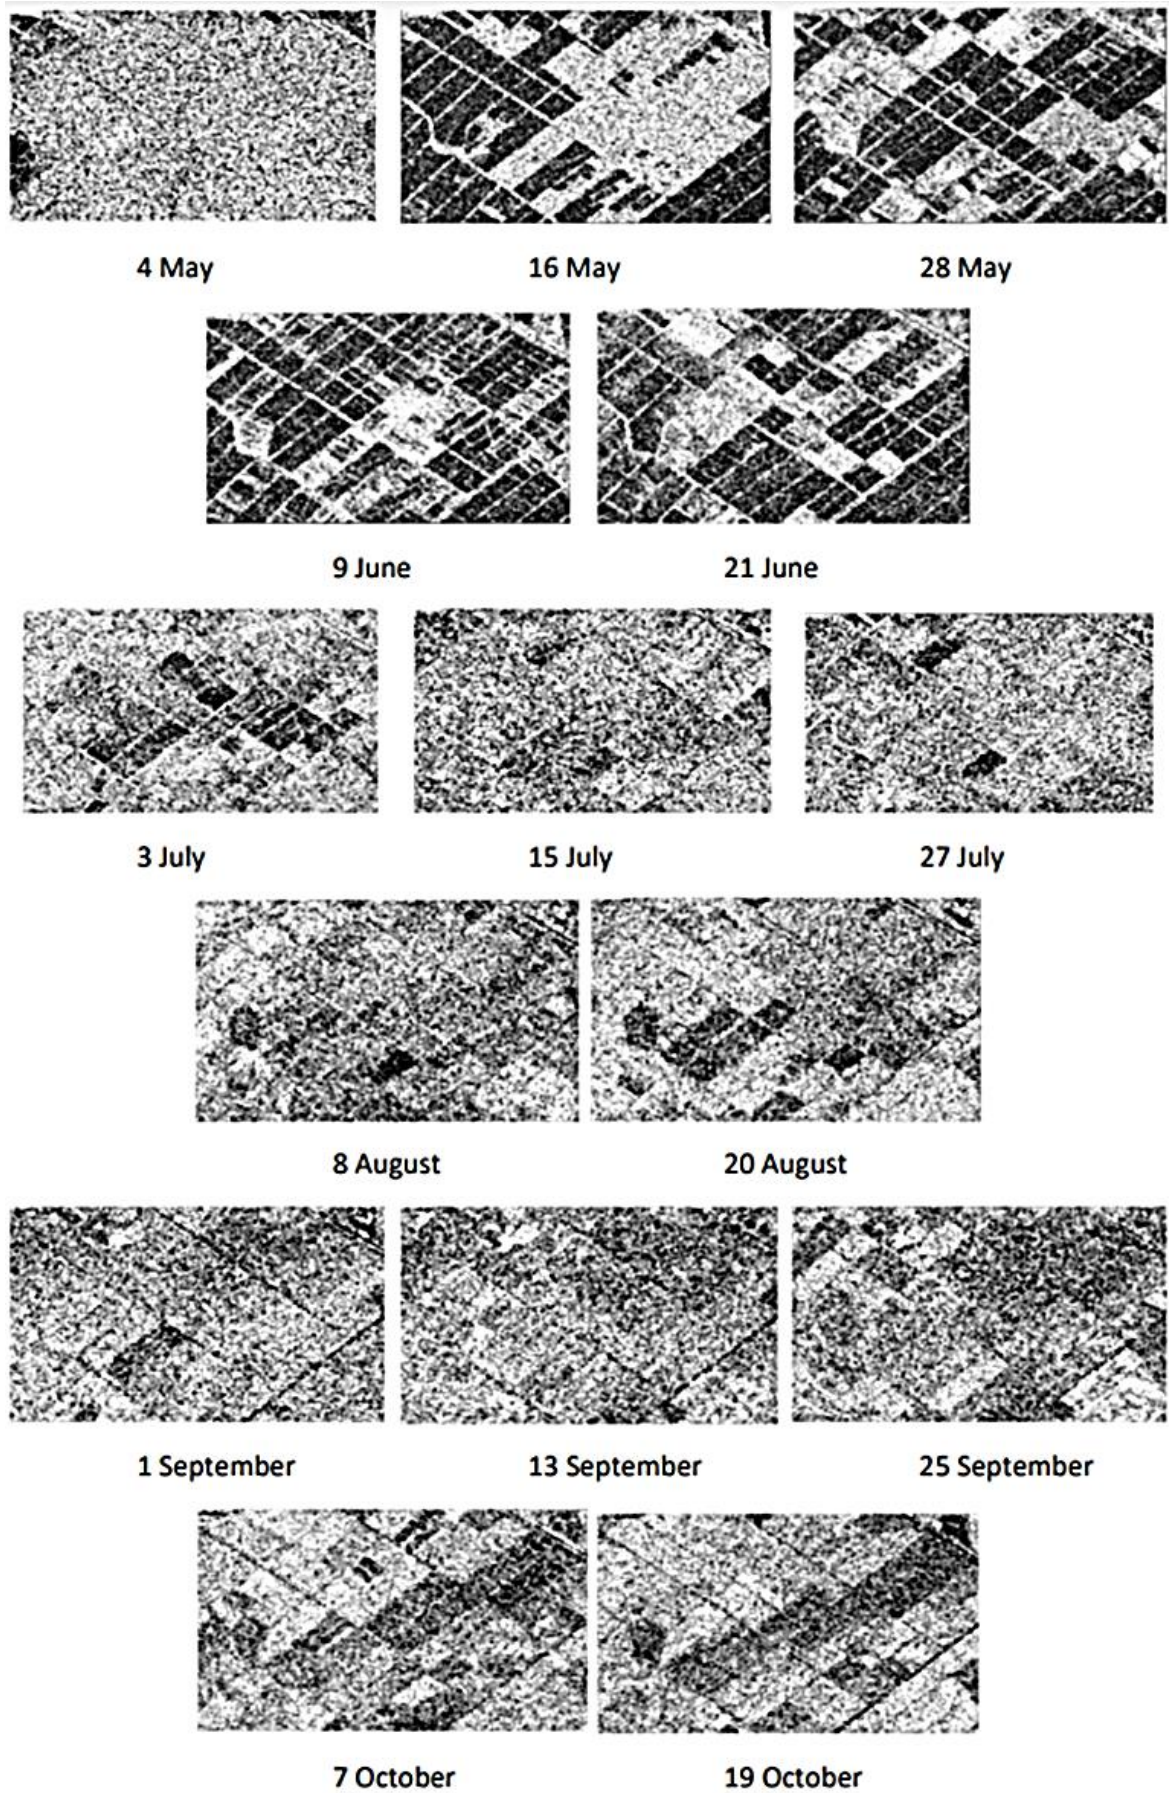 4 May
16 May
28 May
9 June
21 June
3 July
15 July
27 July
8 August
20 August
1 September
13 September
25 September
7 October
19 October